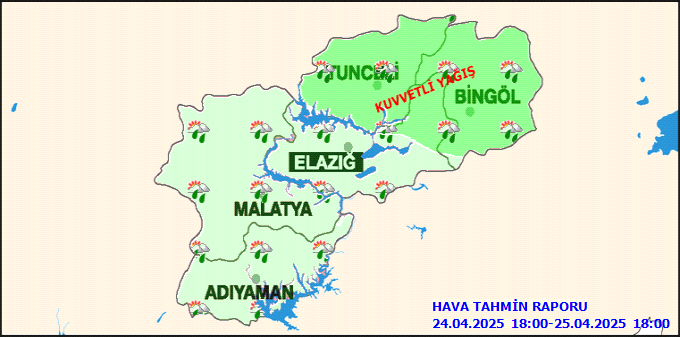 TUNCELİ
KUVVETLİ YAĞIŞ
BİNGÖL
ELAZIĞ
MALATYA
ADIYAMAN
HAVA TAHMİN RAPORU
24.04.2025 18:00-25.04.2025 18:00